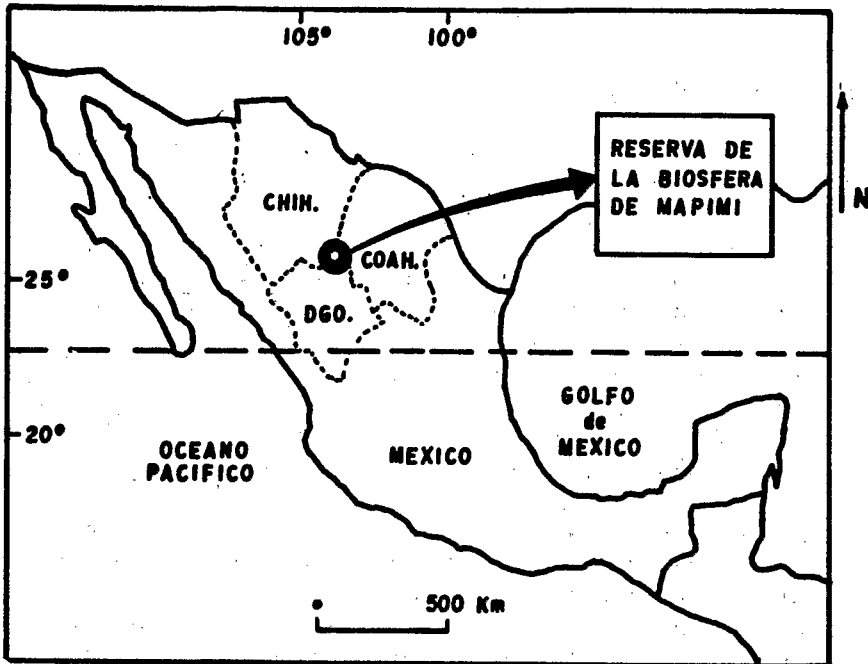 105° 100°
RESERVA DE
LA BIOSFERA
DE MAPIMI
N
CHIH.
COAH.
25°
DGO.
GOLFO
de
MEXICO
20°
OCEANO
PACIFICO
MEXICO
500 Km